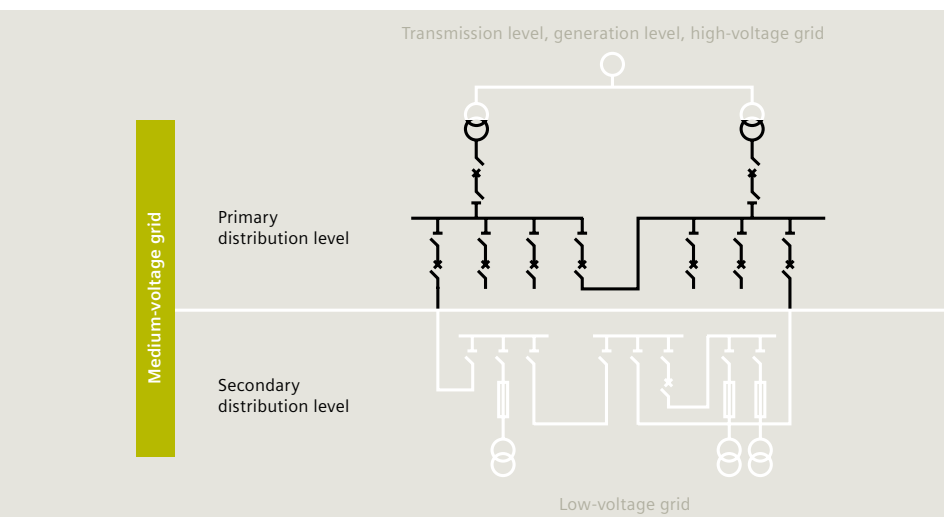 Transmission level, generation level, high-voltage grid
Medium-voltage grid
Primary
distribution level
Secondary
distribution level
Low-voltage grid